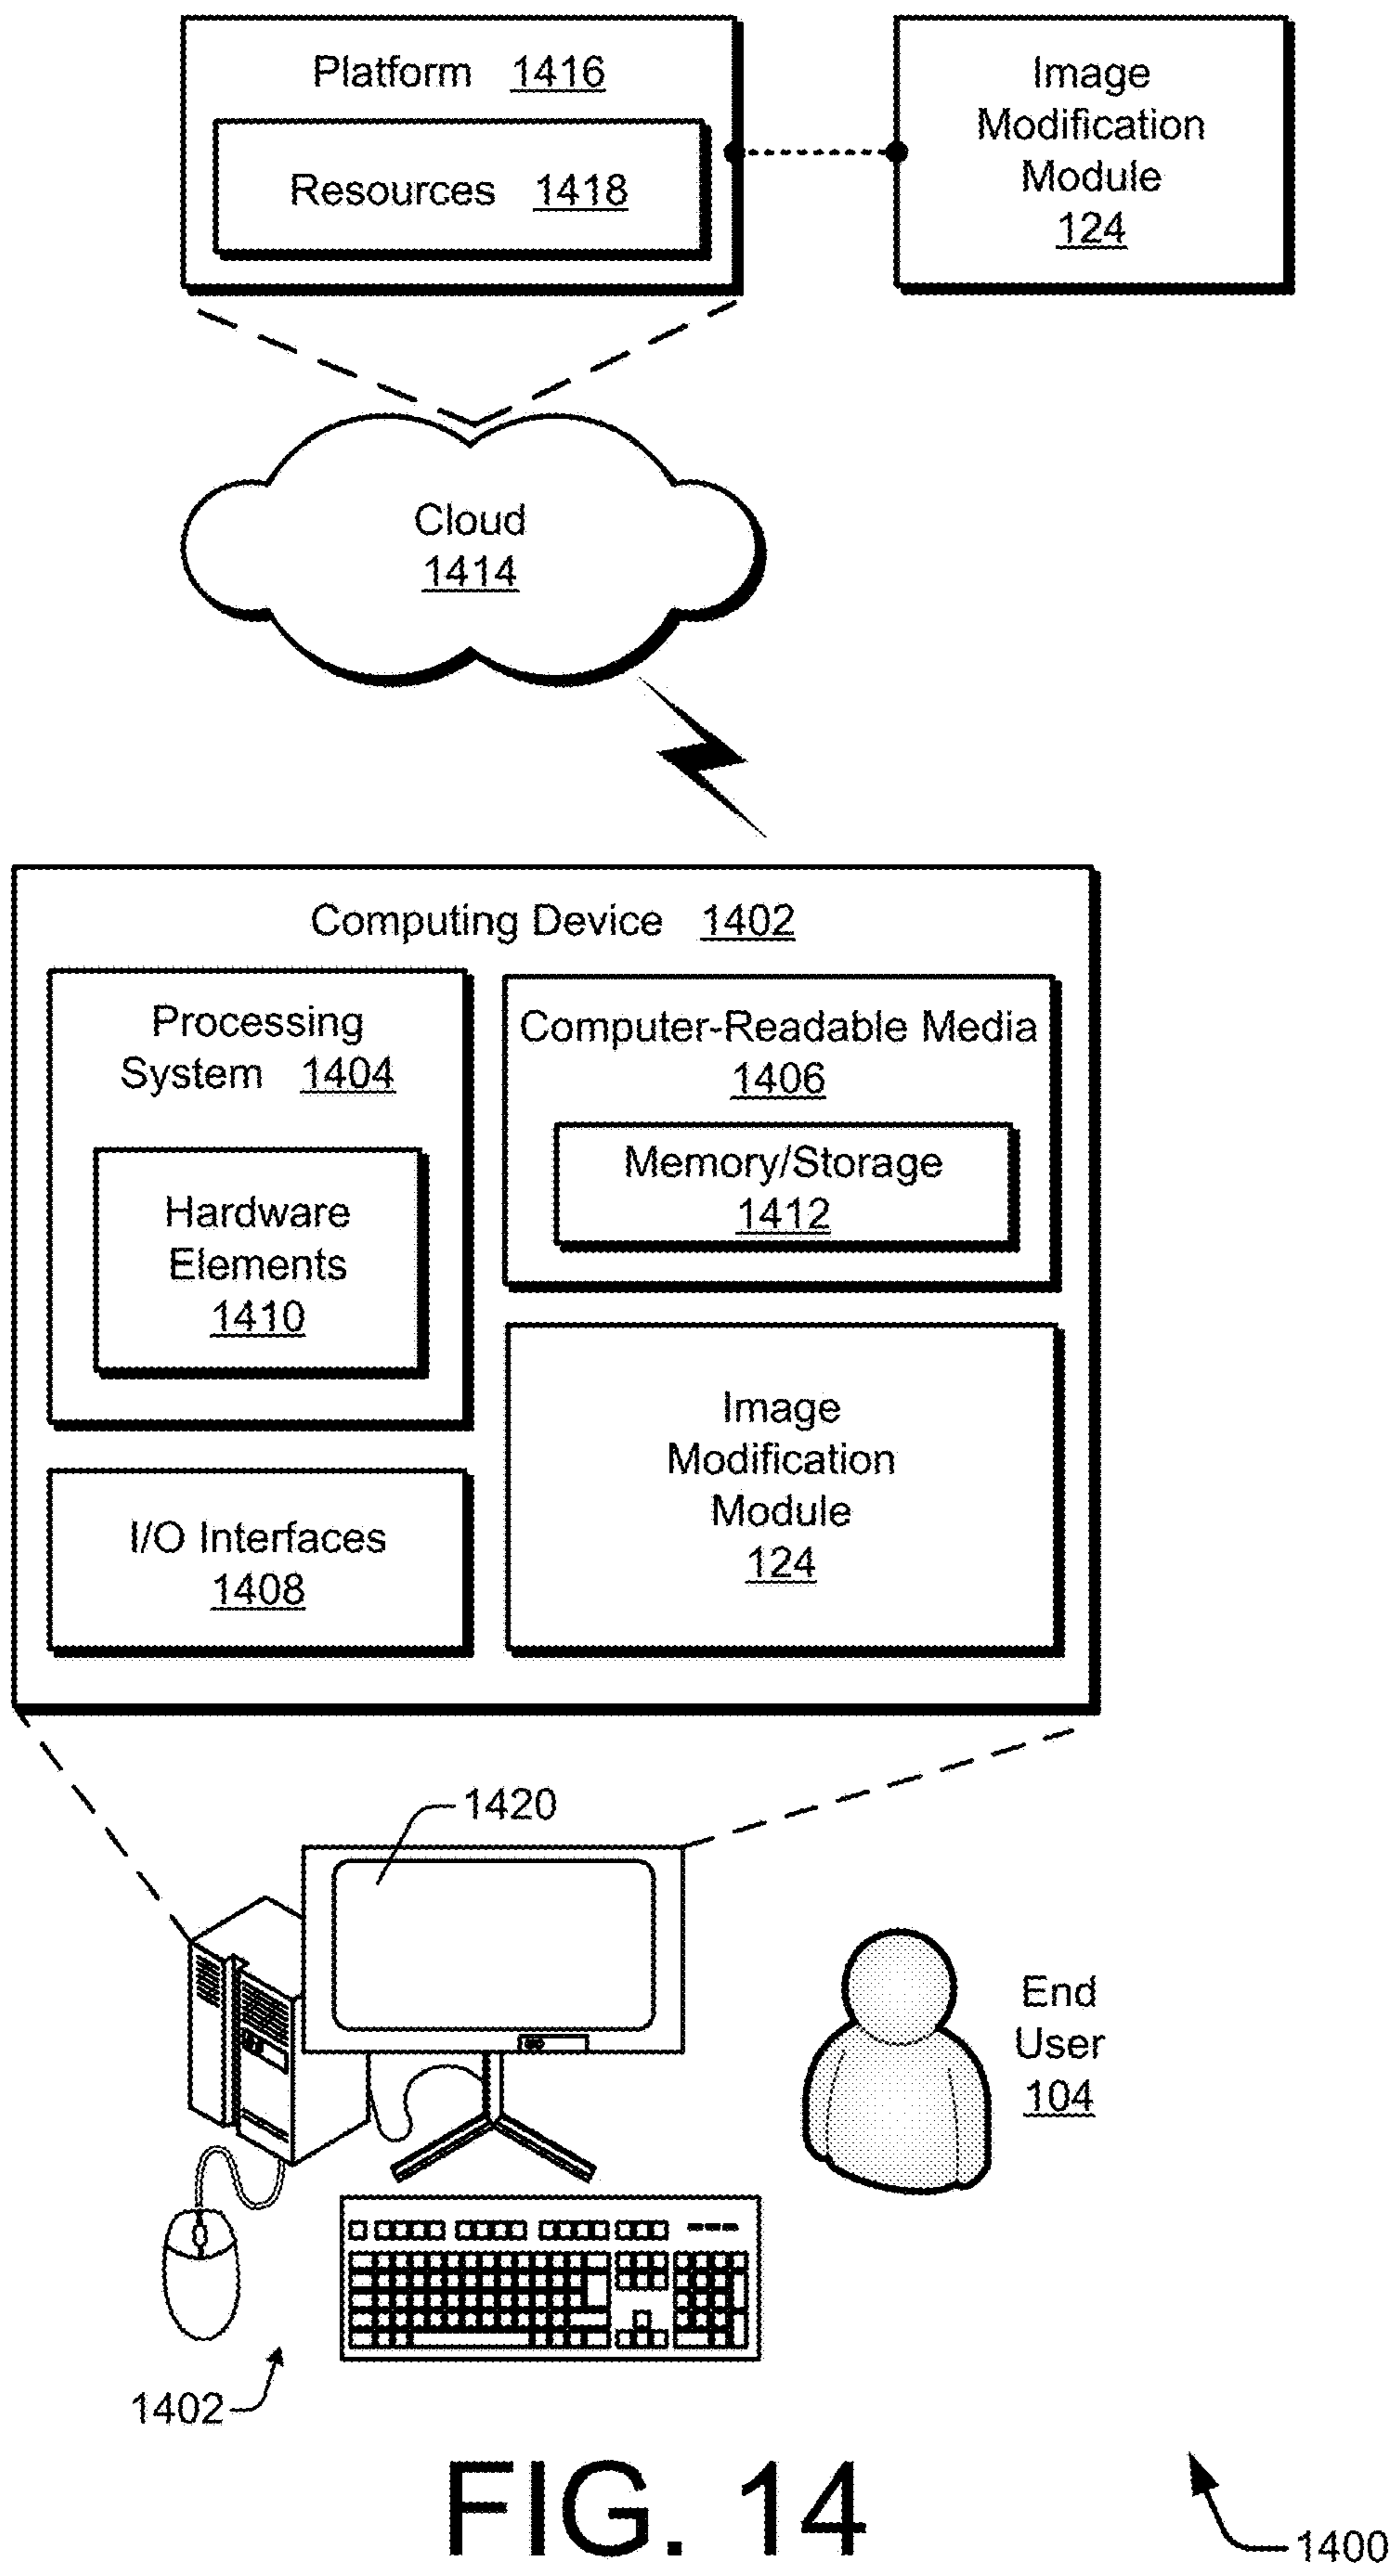 Platform 1416
Resources 1418
Image
Modification
Module
124
Cloud
1414
Computing Device 1402
Processing
System 1404
Hardware
Elements
1410
Computer-Readable Media
1406
Memory/Storage
1412
I/O Interfaces
1408
Image
Modification
Module
124
1420
End
User
104
1402
FIG. 14
1400